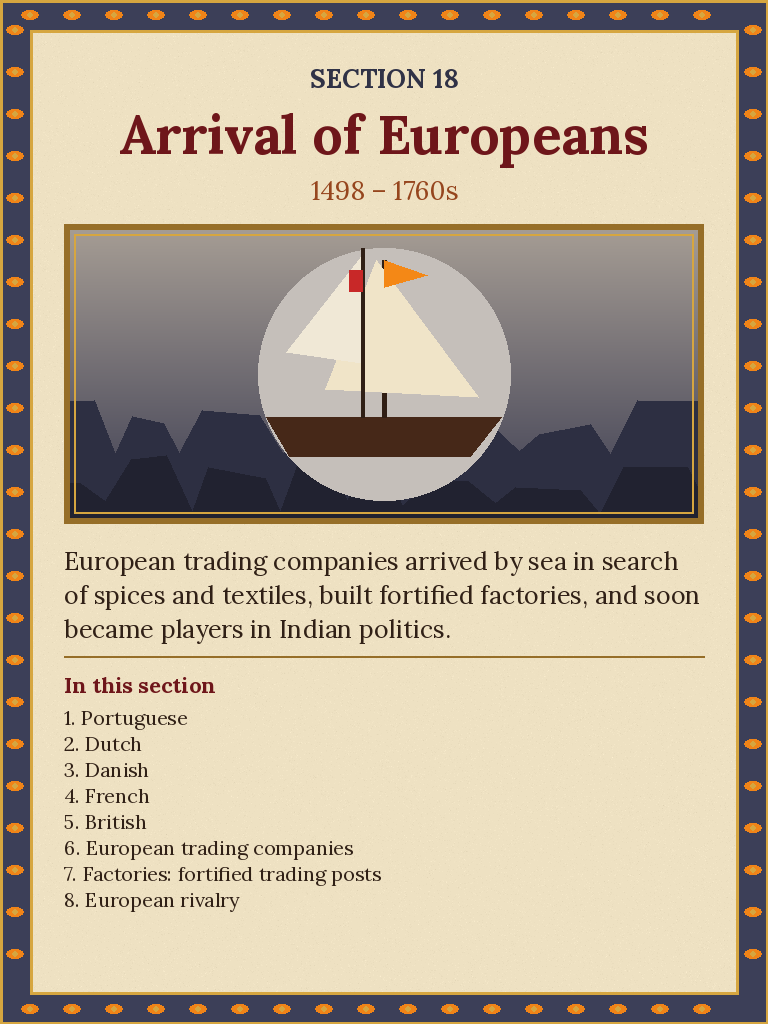 SECTION 18
Arrival of Europeans
1498 – 1760s
European trading companies arrived by sea in search
of spices and textiles, built fortified factories, and soon
became players in Indian politics.
In this section
1. Portuguese
2. Dutch
3. Danish
4. French
5. British
6. European trading companies
7. Factories: fortified trading posts
8. European rivalry